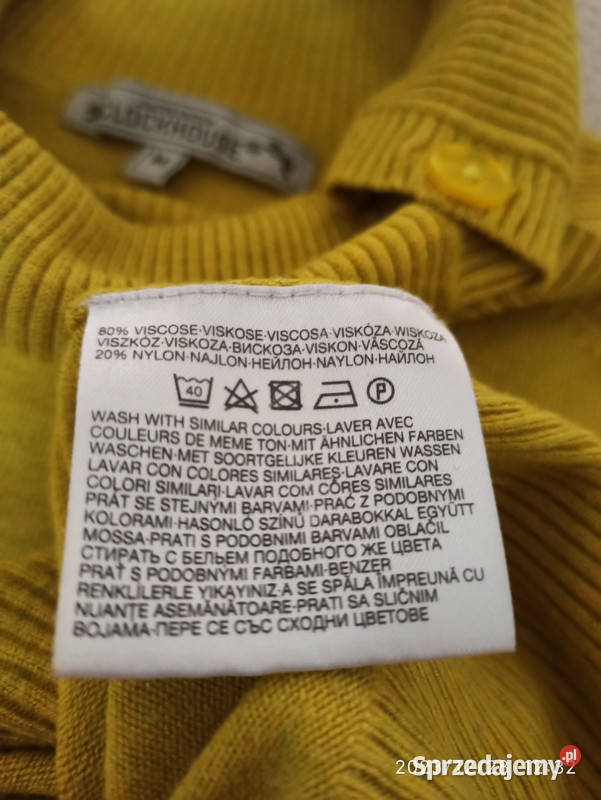 CLOCKHOUSE
M
80% VISCOSE·VISKOSE·VISCOSA·VISKÓZA·WISKOZA
VISZKÓZ·VISKOZA·ВИСКОЗА·VISKON·VÂSCOZĂ
20% NYLON·NAJLON·НЕЙЛОН·NAYLON·НАЙЛОН
40 P
WASH WITH SIMILAR COLOURS·LAVER AVEC
COULEURS DE MEME TON·MIT ÄHNLICHEN FARBEN
WASCHEN·MET SOORTGELIJKE KLEUREN WASSEN
LAVAR CON COLORES SIMILARES·LAVARE CON
COLORI SIMILARI·LAVAR COM CÔRES SIMILARES
PRÁT SE STEJNÝMI BARVAMI·PRAĆ Z PODOBNYMI
KOLORAMI·HASONLÓ SZÍNŰ DARABOKKAL EGYÜTT
MOSSA·PRATI S PODOBNIMI BARVAMI OBLAČIL
СТИРАТЬ С БЕЛЬЕМ ПОДОБНОГО ЖЕ ЦВЕТА
PRAŤ S PODOBNÝMI FARBAMI·BENZER
RENKLİLERLE YIKAYINIZ·A SE SPĂLA ÎMPREUNĂ CU
NUANŢE ASEMĂNĂTOARE·PRATI SA SLIČNIM
BOJAMA·ПЕРЕ СЕ СЪС СХОДНИ ЦВЕТОВЕ
Sprzedajemy.pl